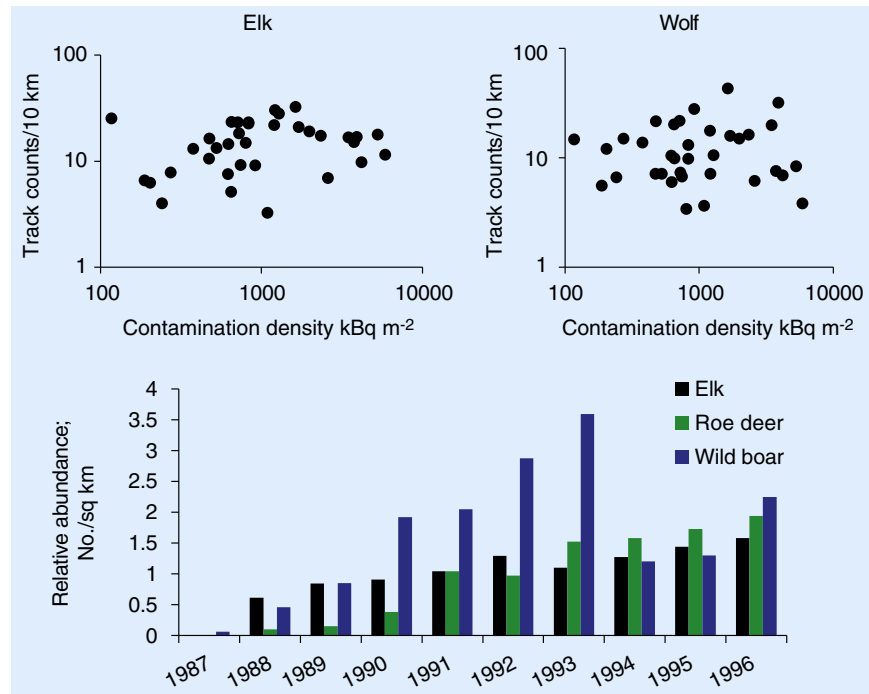 Elk
Track counts/10 km
100
10
1
100
1000
10000
Contamination density kBq m-2
Wolf
Track counts/10 km
100
10
1
100
1000
10000
Contamination density kBq m-2
Relative abundance;
No./sq km
4
3.5
3
2.5
2
1.5
1
0.5
0
Elk
Roe deer
Wild boar
1987
1988
1989
1990
1991
1992
1993
1994
1995
1996